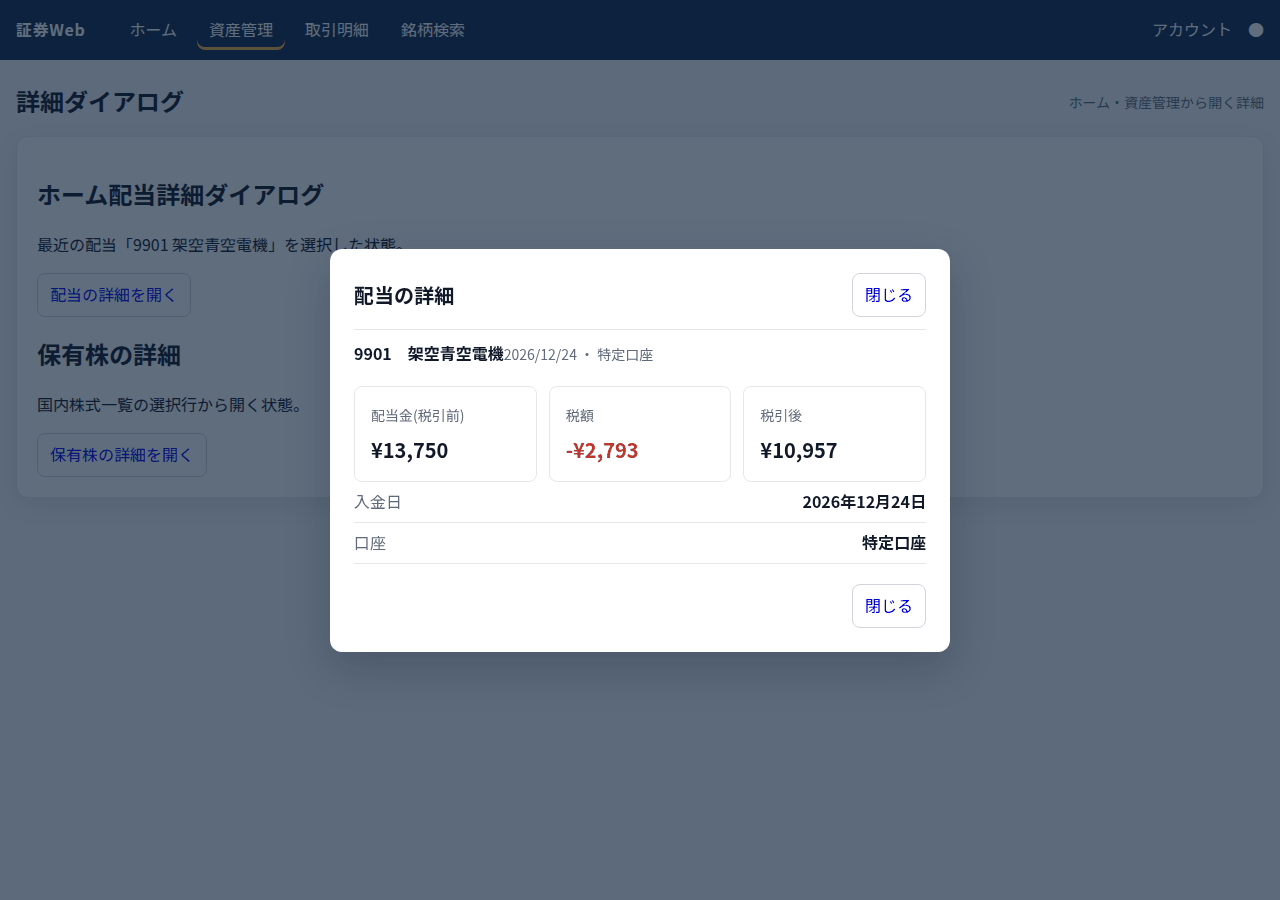 証券Web ホーム 資産管理 取引明細 銘柄検索 アカウント
詳細ダイアログ
ホーム・資産管理から開く詳細
ホーム配当詳細ダイアログ
最近の配当「9901 架空青空電機」を選択した状態。
配当の詳細を開く
保有株の詳細
国内株式一覧の選択行から開く状態。
保有株の詳細を開く
配当の詳細
閉じる
9901 架空青空電機2026/12/24 ・ 特定口座
配当金(税引前) 税額 税引後
¥13,750 -¥2,793 ¥10,957
入金日 2026年12月24日
口座 特定口座
閉じる